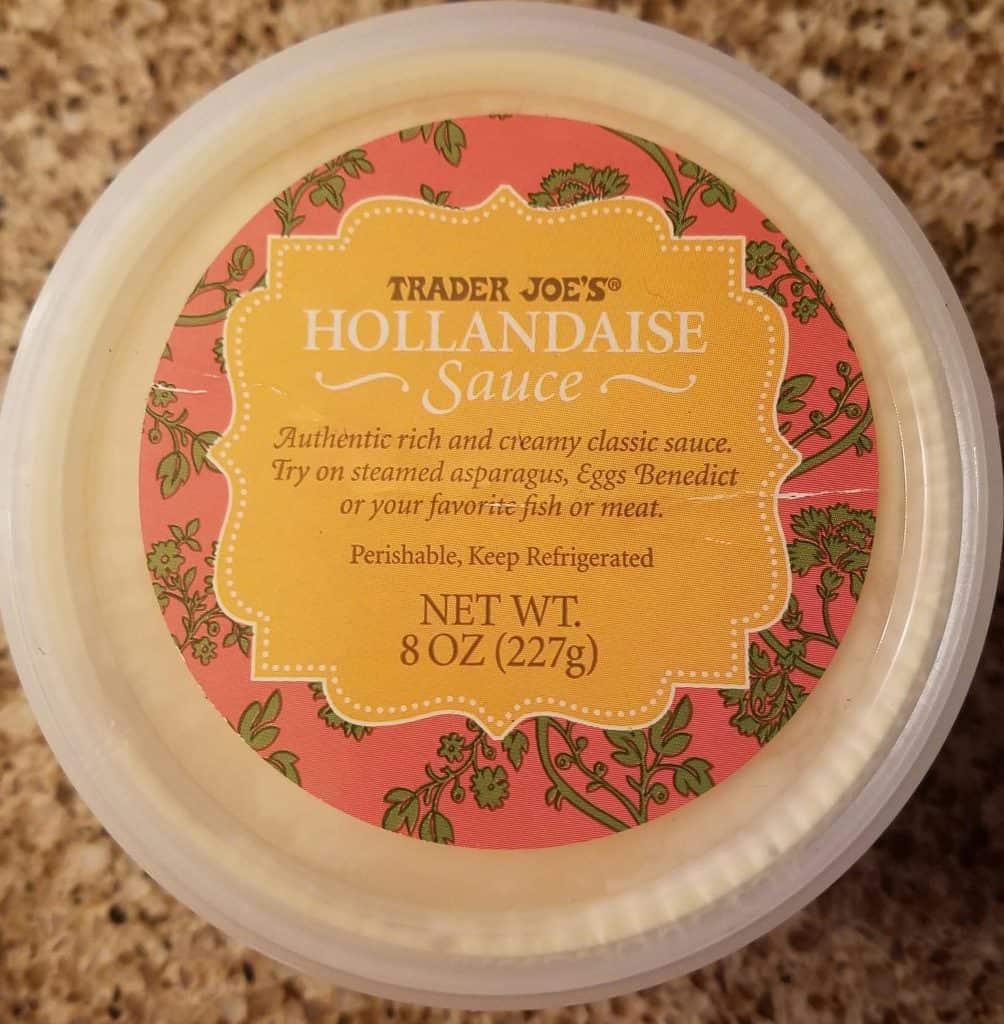 TRADER JOE'S®
HOLLANDAISE
Sauce
Authentic rich and creamy classic sauce.
Try on steamed asparagus, Eggs Benedict
or your favorite fish or meat.
Perishable, Keep Refrigerated
NET WT.
8 OZ (227g)